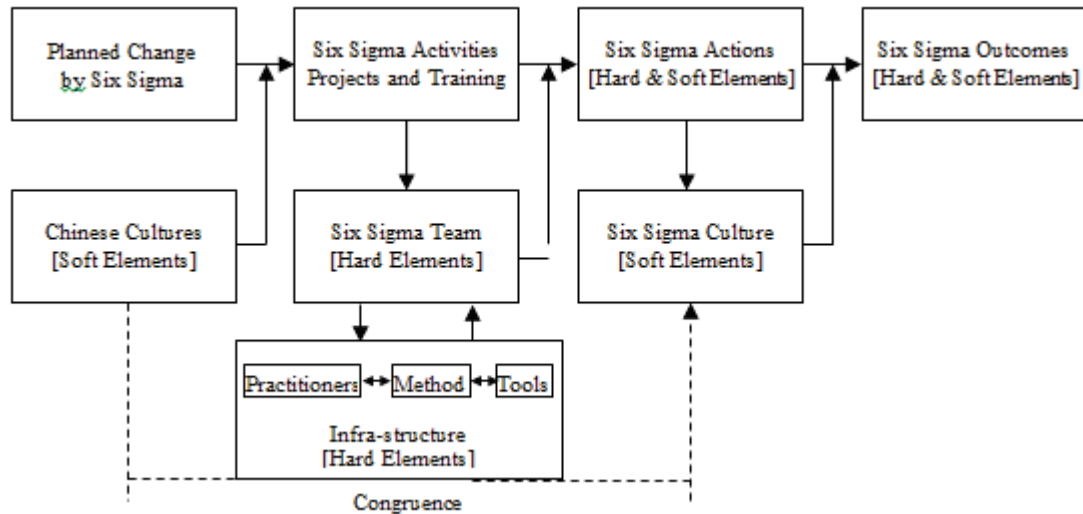 Planned Change
by Six Sigma
Six Sigma Activities
Projects and Training
Six Sigma Actions
[Hard & Soft Elements]
Six Sigma Outcomes
[Hard & Soft Elements]
Chinese Cultures
[Soft Elements]
Six Sigma Team
[Hard Elements]
Six Sigma Culture
[Soft Elements]
Practitioners
Method
Tools
Infra-structure
[Hard Elements]
Congruence